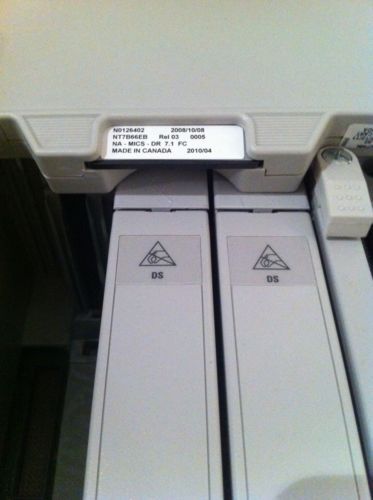 N0126402 2008/10/08
NT7B66EB Rel 03 0005
NA - MICS - DR 7.1 FC
MADE IN CANADA 2010/04
DS
DS